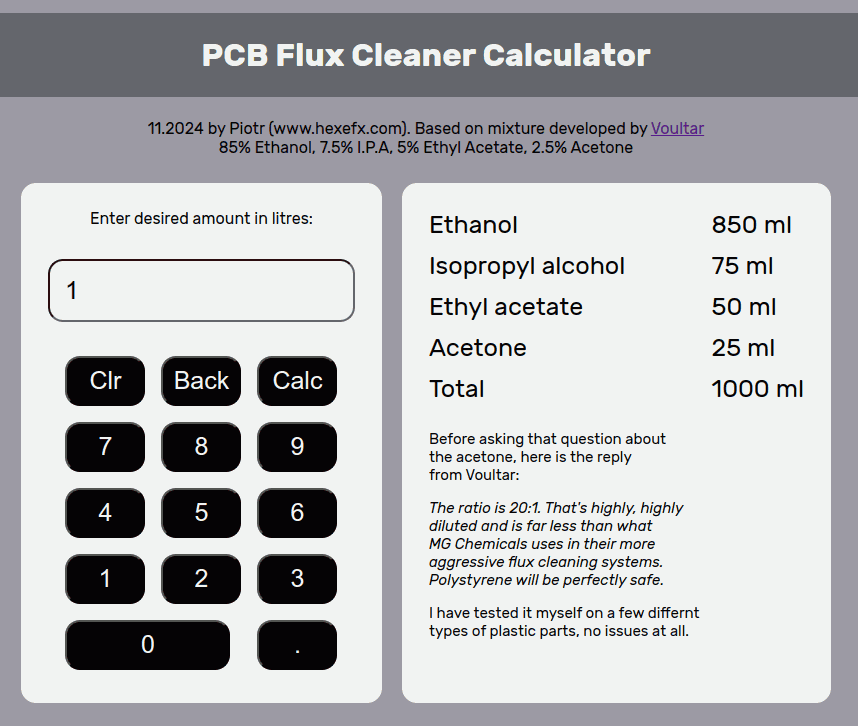 PCB Flux Cleaner Calculator
11.2024 by Piotr (www.hexefx.com). Based on mixture developed by Voultar
85% Ethanol, 7.5% I.P.A, 5% Ethyl Acetate, 2.5% Acetone
Enter desired amount in litres:
1
Clr Back Calc
7 8 9
4 5 6
1 2 3
0 .
Ethanol 850 ml
Isopropyl alcohol 75 ml
Ethyl acetate 50 ml
Acetone 25 ml
Total 1000 ml
Before asking that question about
the acetone, here is the reply
from Voultar:
The ratio is 20:1. That's highly, highly
diluted and is far less than what
MG Chemicals uses in their more
aggressive flux cleaning systems.
Polystyrene will be perfectly safe.
I have tested it myself on a few differnt
types of plastic parts, no issues at all.